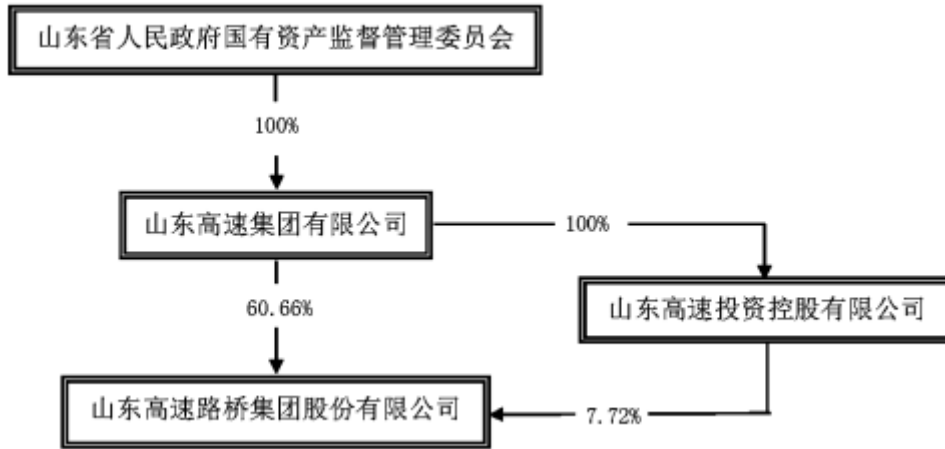 山东省人民政府国有资产监督管理委员会
100%
山东高速集团有限公司
100%
60.66%
山东高速投资控股有限公司
山东高速路桥集团股份有限公司
7.72%